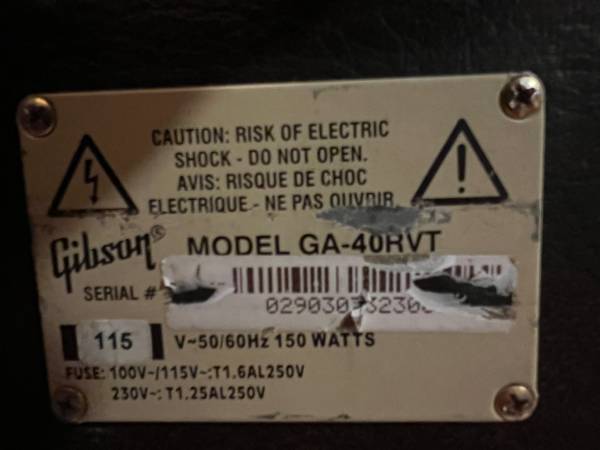 CAUTION: RISK OF ELECTRIC
SHOCK - DO NOT OPEN.
AVIS: RISQUE DE CHOC
ELECTRIQUE - NE PAS OUVRIR
Gibson®
MODEL GA-40RVT
SERIAL #
115
V~50/60Hz 150 WATTS
FUSE: 100V~/115V~:T1.6AL250V
230V~: T1.25AL250V